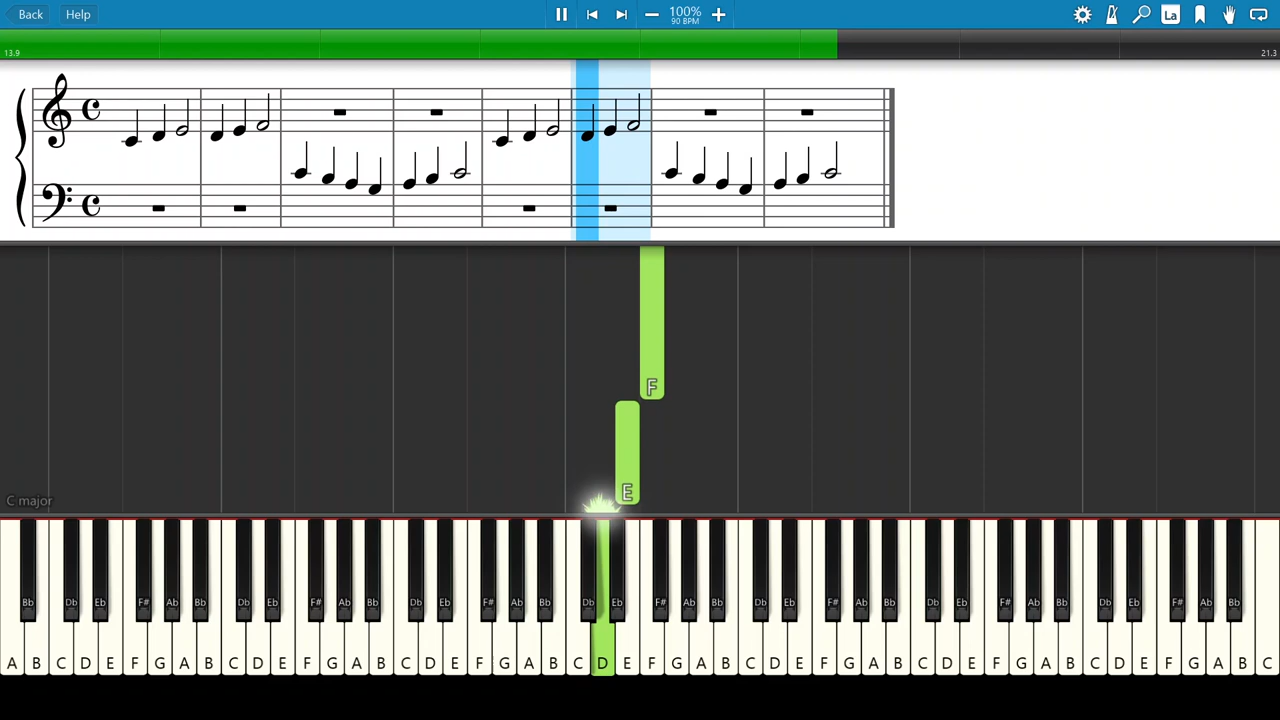 Back Help 100% La
90 BPM
13.9 21.3
F
E
C major
Bb Db Eb F# Ab Bb Db Eb F# Ab Bb Db Eb F# Ab Bb Db Eb F# Ab Bb Db Eb F# Ab Bb Db Eb F# Ab Bb Db Eb F# Ab Bb
A B C D E F G A B C D E F G A B C D E F G A B C D E F G A B C D E F G A B C D E F G A B C D E F G A B C